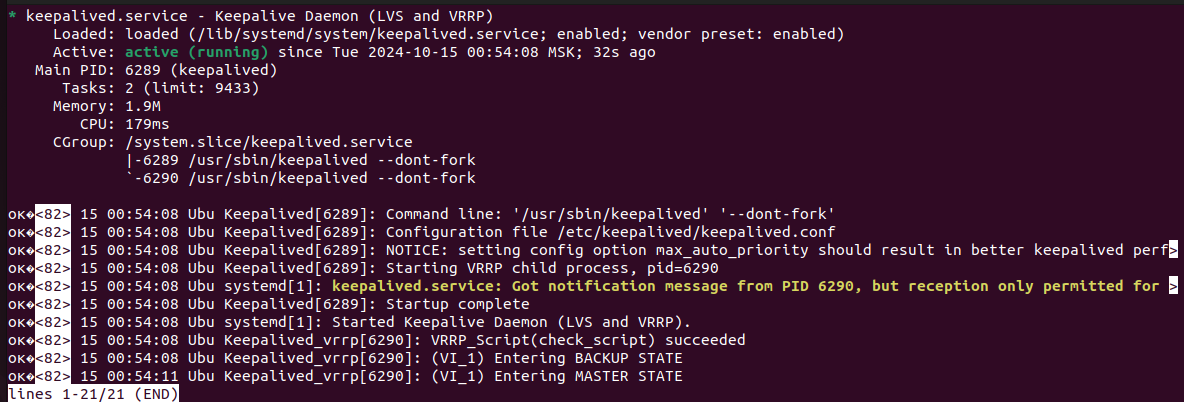 * keepalived.service - Keepalive Daemon (LVS and VRRP)
Loaded: loaded (/lib/systemd/system/keepalived.service; enabled; vendor preset: enabled)
Active: active (running) since Tue 2024-10-15 00:54:08 MSK; 32s ago
Main PID: 6289 (keepalived)
Tasks: 2 (limit: 9433)
Memory: 1.9M
CPU: 179ms
CGroup: /system.slice/keepalived.service
|-6289 /usr/sbin/keepalived --dont-fork
`-6290 /usr/sbin/keepalived --dont-fork
ок�<82> 15 00:54:08 Ubu Keepalived[6289]: Command line: '/usr/sbin/keepalived' '--dont-fork'
ок�<82> 15 00:54:08 Ubu Keepalived[6289]: Configuration file /etc/keepalived/keepalived.conf
ок�<82> 15 00:54:08 Ubu Keepalived[6289]: NOTICE: setting config option max_auto_priority should result in better keepalived perf>
ок�<82> 15 00:54:08 Ubu Keepalived[6289]: Starting VRRP child process, pid=6290
ок�<82> 15 00:54:08 Ubu systemd[1]: keepalived.service: Got notification message from PID 6290, but reception only permitted for >
ок�<82> 15 00:54:08 Ubu Keepalived[6289]: Startup complete
ок�<82> 15 00:54:08 Ubu systemd[1]: Started Keepalive Daemon (LVS and VRRP).
ок�<82> 15 00:54:08 Ubu Keepalived_vrrp[6290]: VRRP_Script(check_script) succeeded
ок�<82> 15 00:54:08 Ubu Keepalived_vrrp[6290]: (VI_1) Entering BACKUP STATE
ок�<82> 15 00:54:11 Ubu Keepalived_vrrp[6290]: (VI_1) Entering MASTER STATE
lines 1-21/21 (END)